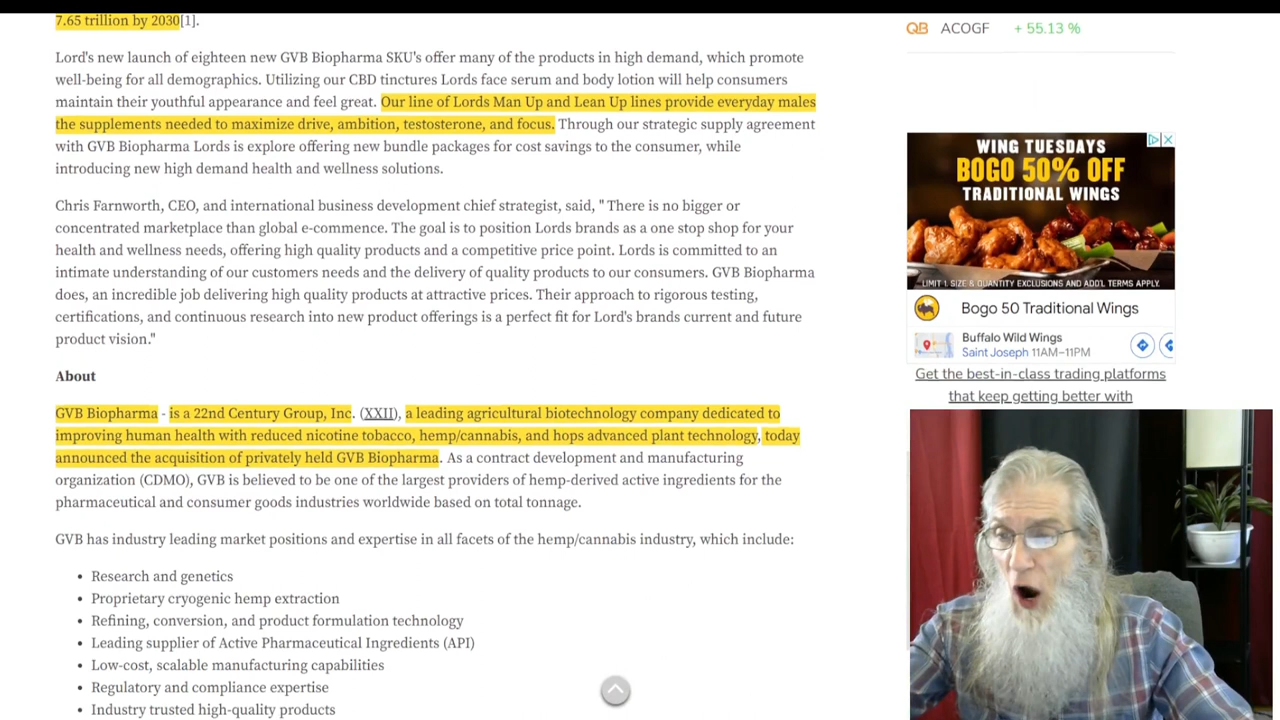 7.65 trillion by 2030[1].
Lord's new launch of eighteen new GVB Biopharma SKU's offer many of the products in high demand, which promote
well-being for all demographics. Utilizing our CBD tinctures Lords face serum and body lotion will help consumers
maintain their youthful appearance and feel great. Our line of Lords Man Up and Lean Up lines provide everyday males
the supplements needed to maximize drive, ambition, testosterone, and focus. Through our strategic supply agreement
with GVB Biopharma Lords is explore offering new bundle packages for cost savings to the consumer, while
introducing new high demand health and wellness solutions.
Chris Farnworth, CEO, and international business development chief strategist, said, " There is no bigger or
concentrated marketplace than global e-commerce. The goal is to position Lords brands as a one stop shop for your
health and wellness needs, offering high quality products and a competitive price point. Lords is committed to an
intimate understanding of our customers needs and the delivery of quality products to our consumers. GVB Biopharma
does, an incredible job delivering high quality products at attractive prices. Their approach to rigorous testing,
certifications, and continuous research into new product offerings is a perfect fit for Lord's brands current and future
product vision."
About
GVB Biopharma - is a 22nd Century Group, Inc. (XXII), a leading agricultural biotechnology company dedicated to
improving human health with reduced nicotine tobacco, hemp/cannabis, and hops advanced plant technology, today
announced the acquisition of privately held GVB Biopharma. As a contract development and manufacturing
organization (CDMO), GVB is believed to be one of the largest providers of hemp-derived active ingredients for the
pharmaceutical and consumer goods industries worldwide based on total tonnage.
GVB has industry leading market positions and expertise in all facets of the hemp/cannabis industry, which include:
• Research and genetics
• Proprietary cryogenic hemp extraction
• Refining, conversion, and product formulation technology
• Leading supplier of Active Pharmaceutical Ingredients (API)
• Low-cost, scalable manufacturing capabilities
• Regulatory and compliance expertise
• Industry trusted high-quality products
QB ACOGF + 55.13 %
WING TUESDAYS
BOGO 50% OFF
TRADITIONAL WINGS
LIMIT 1. SIZE & QUANTITY EXCLUSIONS AND ADD'L TERMS APPLY.
Bogo 50 Traditional Wings
Buffalo Wild Wings
Saint Joseph 11AM–11PM
Get the best-in-class trading platforms
that keep getting better with